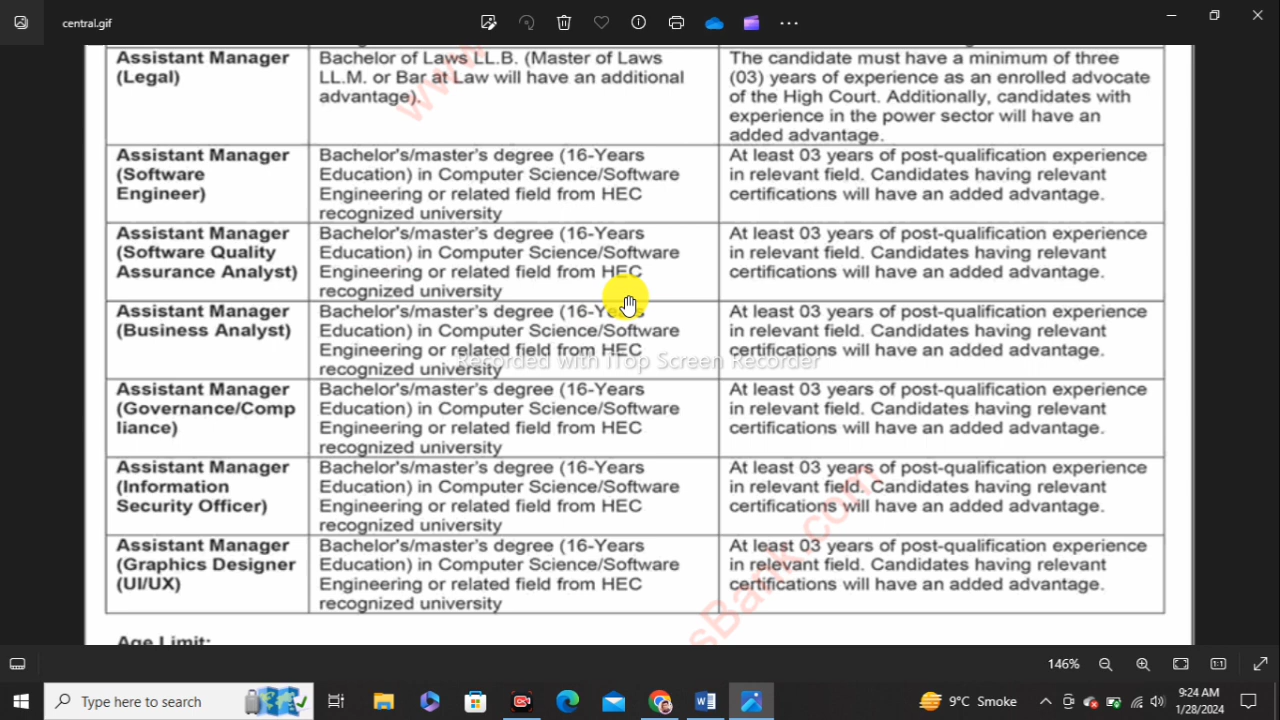 central.gif
Assistant Manager
(Legal)
Bachelor of Laws LL.B. (Master of Laws
LL.M. or Bar at Law will have an additional
advantage).
The candidate must have a minimum of three
(03) years of experience as an enrolled advocate
of the High Court. Additionally, candidates with
experience in the power sector will have an
added advantage.
Assistant Manager
(Software
Engineer)
Bachelor's/master's degree (16-Years
Education) in Computer Science/Software
Engineering or related field from HEC
recognized university
At least 03 years of post-qualification experience
in relevant field. Candidates having relevant
certifications will have an added advantage.
Assistant Manager
(Software Quality
Assurance Analyst)
Bachelor's/master's degree (16-Years
Education) in Computer Science/Software
Engineering or related field from HEC
recognized university
At least 03 years of post-qualification experience
in relevant field. Candidates having relevant
certifications will have an added advantage.
Assistant Manager
(Business Analyst)
Bachelor's/master's degree (16-Years
Education) in Computer Science/Software
Engineering or related field from HEC
recognized university
At least 03 years of post-qualification experience
in relevant field. Candidates having relevant
certifications will have an added advantage.
Recorded with iTop Screen Recorder
Assistant Manager
(Governance/Comp
liance)
Bachelor's/master's degree (16-Years
Education) in Computer Science/Software
Engineering or related field from HEC
recognized university
At least 03 years of post-qualification experience
in relevant field. Candidates having relevant
certifications will have an added advantage.
Assistant Manager
(Information
Security Officer)
Bachelor's/master's degree (16-Years
Education) in Computer Science/Software
Engineering or related field from HEC
recognized university
At least 03 years of post-qualification experience
in relevant field. Candidates having relevant
certifications will have an added advantage.
Assistant Manager
(Graphics Designer
(UI/UX)
Bachelor's/master's degree (16-Years
Education) in Computer Science/Software
Engineering or related field from HEC
recognized university
At least 03 years of post-qualification experience
in relevant field. Candidates having relevant
certifications will have an added advantage.
www.
sBank.com
Age Limit:
146%
1:1
Type here to search
9°C Smoke
9:24 AM
1/28/2024